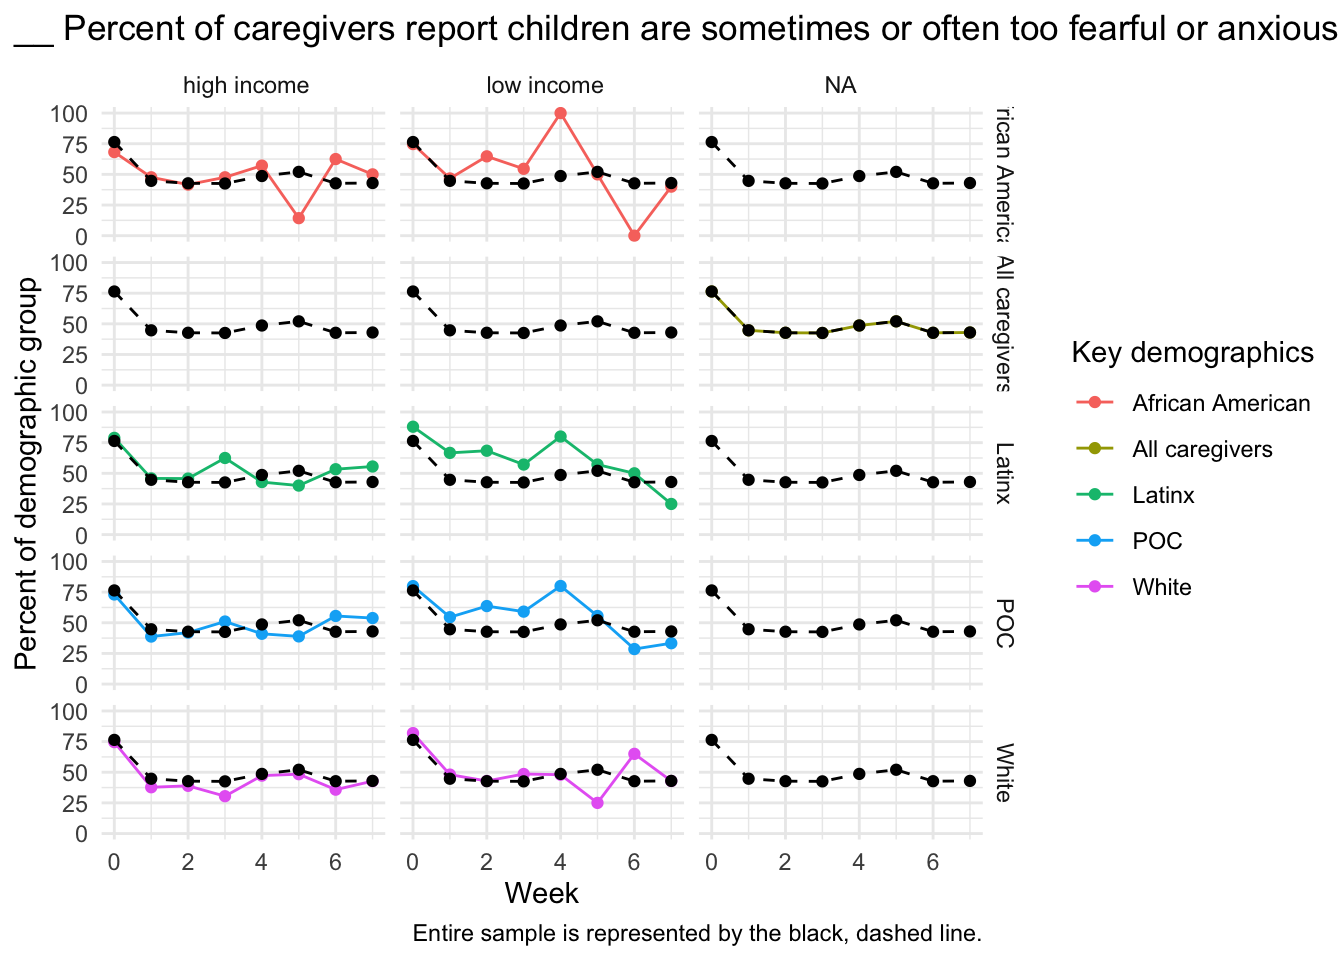 __ Percent of caregivers report children are sometimes or often too fearful or anxious
high income low income NA
100
75
50
25
0
rican Americ
100
75
50
25
0
All caregivers
100
75
50
25
0
Latinx
100
75
50
25
0
POC
100
75
50
25
0
White
0 2 4 6 0 2 4 6 0 2 4 6
Week
Percent of demographic group
Key demographics
African American
All caregivers
Latinx
POC
White
Entire sample is represented by the black, dashed line.